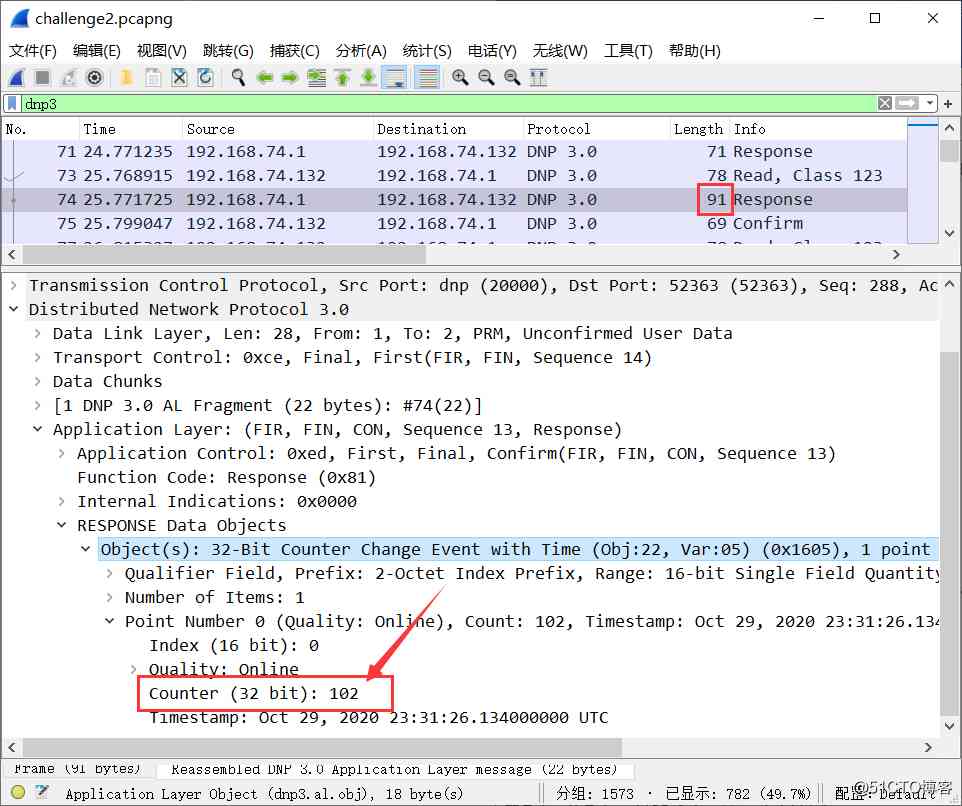 challenge2.pcapng
文件(F) 编辑(E) 视图(V) 跳转(G) 捕获(C) 分析(A) 统计(S) 电话(Y) 无线(W) 工具(T) 帮助(H)
dnp3
No. Time Source Destination Protocol Length Info
71 24.771235 192.168.74.1 192.168.74.132 DNP 3.0 71 Response
73 25.768915 192.168.74.132 192.168.74.1 DNP 3.0 78 Read, Class 123
74 25.771725 192.168.74.1 192.168.74.132 DNP 3.0 91 Response
75 25.799047 192.168.74.132 192.168.74.1 DNP 3.0 69 Confirm
Transmission Control Protocol, Src Port: dnp (20000), Dst Port: 52363 (52363), Seq: 288, Ac
Distributed Network Protocol 3.0
Data Link Layer, Len: 28, From: 1, To: 2, PRM, Unconfirmed User Data
Transport Control: 0xce, Final, First(FIR, FIN, Sequence 14)
Data Chunks
[1 DNP 3.0 AL Fragment (22 bytes): #74(22)]
Application Layer: (FIR, FIN, CON, Sequence 13, Response)
Application Control: 0xed, First, Final, Confirm(FIR, FIN, CON, Sequence 13)
Function Code: Response (0x81)
Internal Indications: 0x0000
RESPONSE Data Objects
Object(s): 32-Bit Counter Change Event with Time (Obj:22, Var:05) (0x1605), 1 point
Qualifier Field, Prefix: 2-Octet Index Prefix, Range: 16-bit Single Field Quantity
Number of Items: 1
Point Number 0 (Quality: Online), Count: 102, Timestamp: Oct 29, 2020 23:31:26.134
Index (16 bit): 0
Quality: Online
Counter (32 bit): 102
Timestamp: Oct 29, 2020 23:31:26.134000000 UTC
Frame (91 bytes) Reassembled DNP 3.0 Application Layer message (22 bytes)
Application Layer Object (dnp3.al.obj), 18 byte(s) 分组: 1573 · 已显示: 782 (49.7%) 配置: Default
@51CTO博客